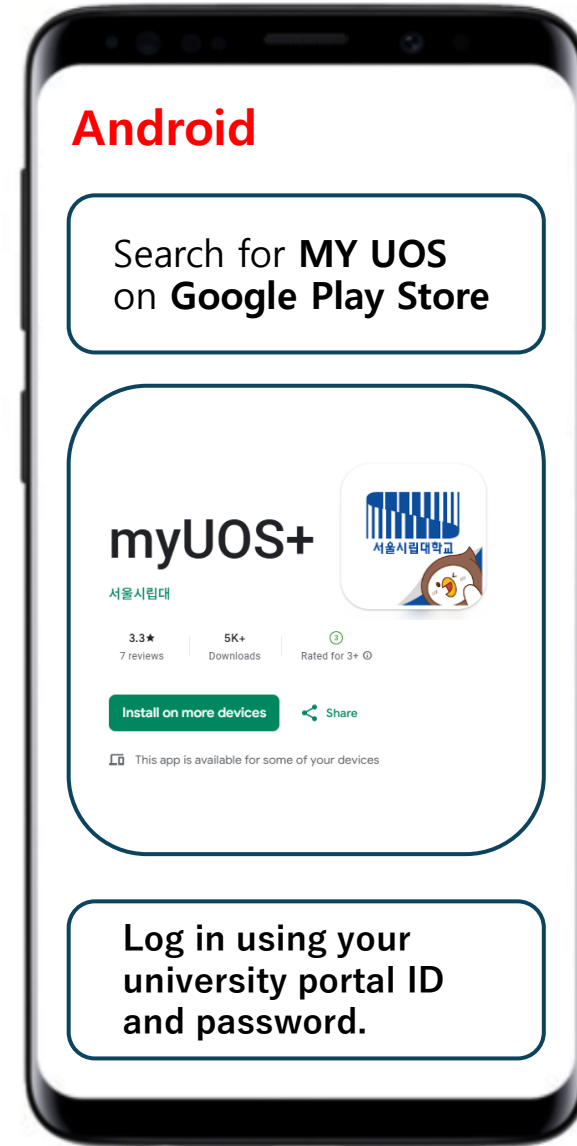 Android
Search for MY UOS
on Google Play Store
myUOS+
서울시립대학교
서울시립대
3.3★
7 reviews
5K+
Downloads
3
Rated for 3+
Install on more devices
Share
This app is available for some of your devices
Log in using your
university portal ID
and password.